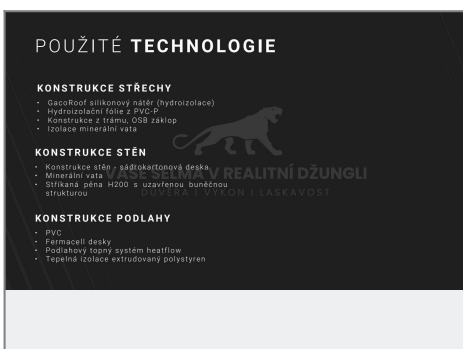 POUŽITÉ TECHNOLOGIE
KONSTRUKCE STŘECHY
• GacoRoof silikonový nátěr (hydroizolace)
• Hydroizolační fólie z PVC-P
• Konstrukce z trámu, OSB záklop
• Izolace minerální vata
KONSTRUKCE STĚN
• Konstrukce stěn - sádrokartonová deska
• Minerální vata
• Stříkaná pěna H200 s uzavřenou buněčnou
strukturou
VAŠE ŠELMA V REALITNÍ DŽUNGLI
DŮVĚRA I VÝKON I LASKAVOST
KONSTRUKCE PODLAHY
• PVC
• Fermacell desky
• Podlahový topný systém heatflow
• Tepelná izolace extrudovaný polystyren